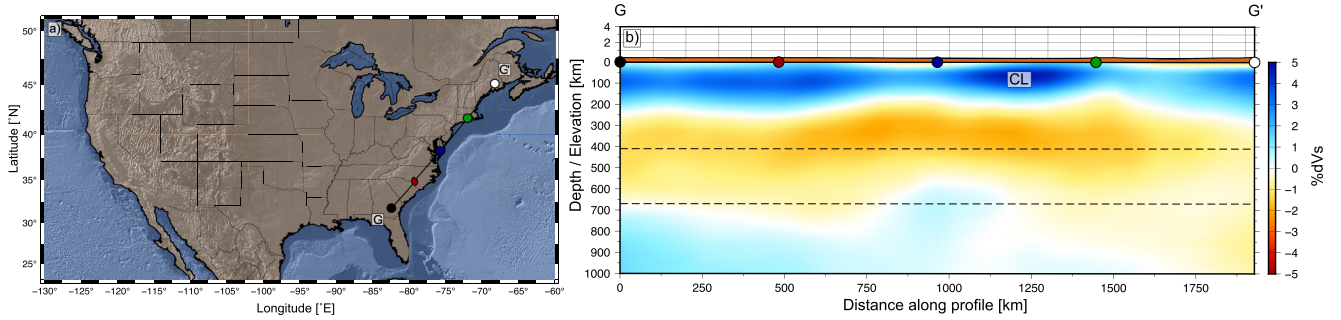 a)
50°
45°
40°
35°
30°
25°
Latitude [°N]
G'
G
−130° −125° −120° −115° −110° −105° −100° −95° −90° −85° −80° −75° −70° −65° −60°
Longitude [°E]
G G'
b)
4
2
0
100
200
300
400
500
600
700
800
900
1000
Depth / Elevation [km]
CL
0 250 500 750 1000 1250 1500 1750
Distance along profile [km]
5
4
3
2
1
0
−1
−2
−3
−4
−5
%dVs